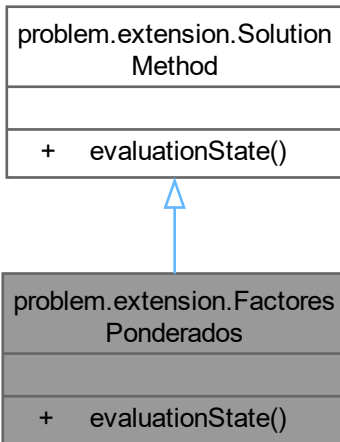 problem.extension.Solution
Method
+ evaluationState()
problem.extension.Factores
Ponderados
+ evaluationState()